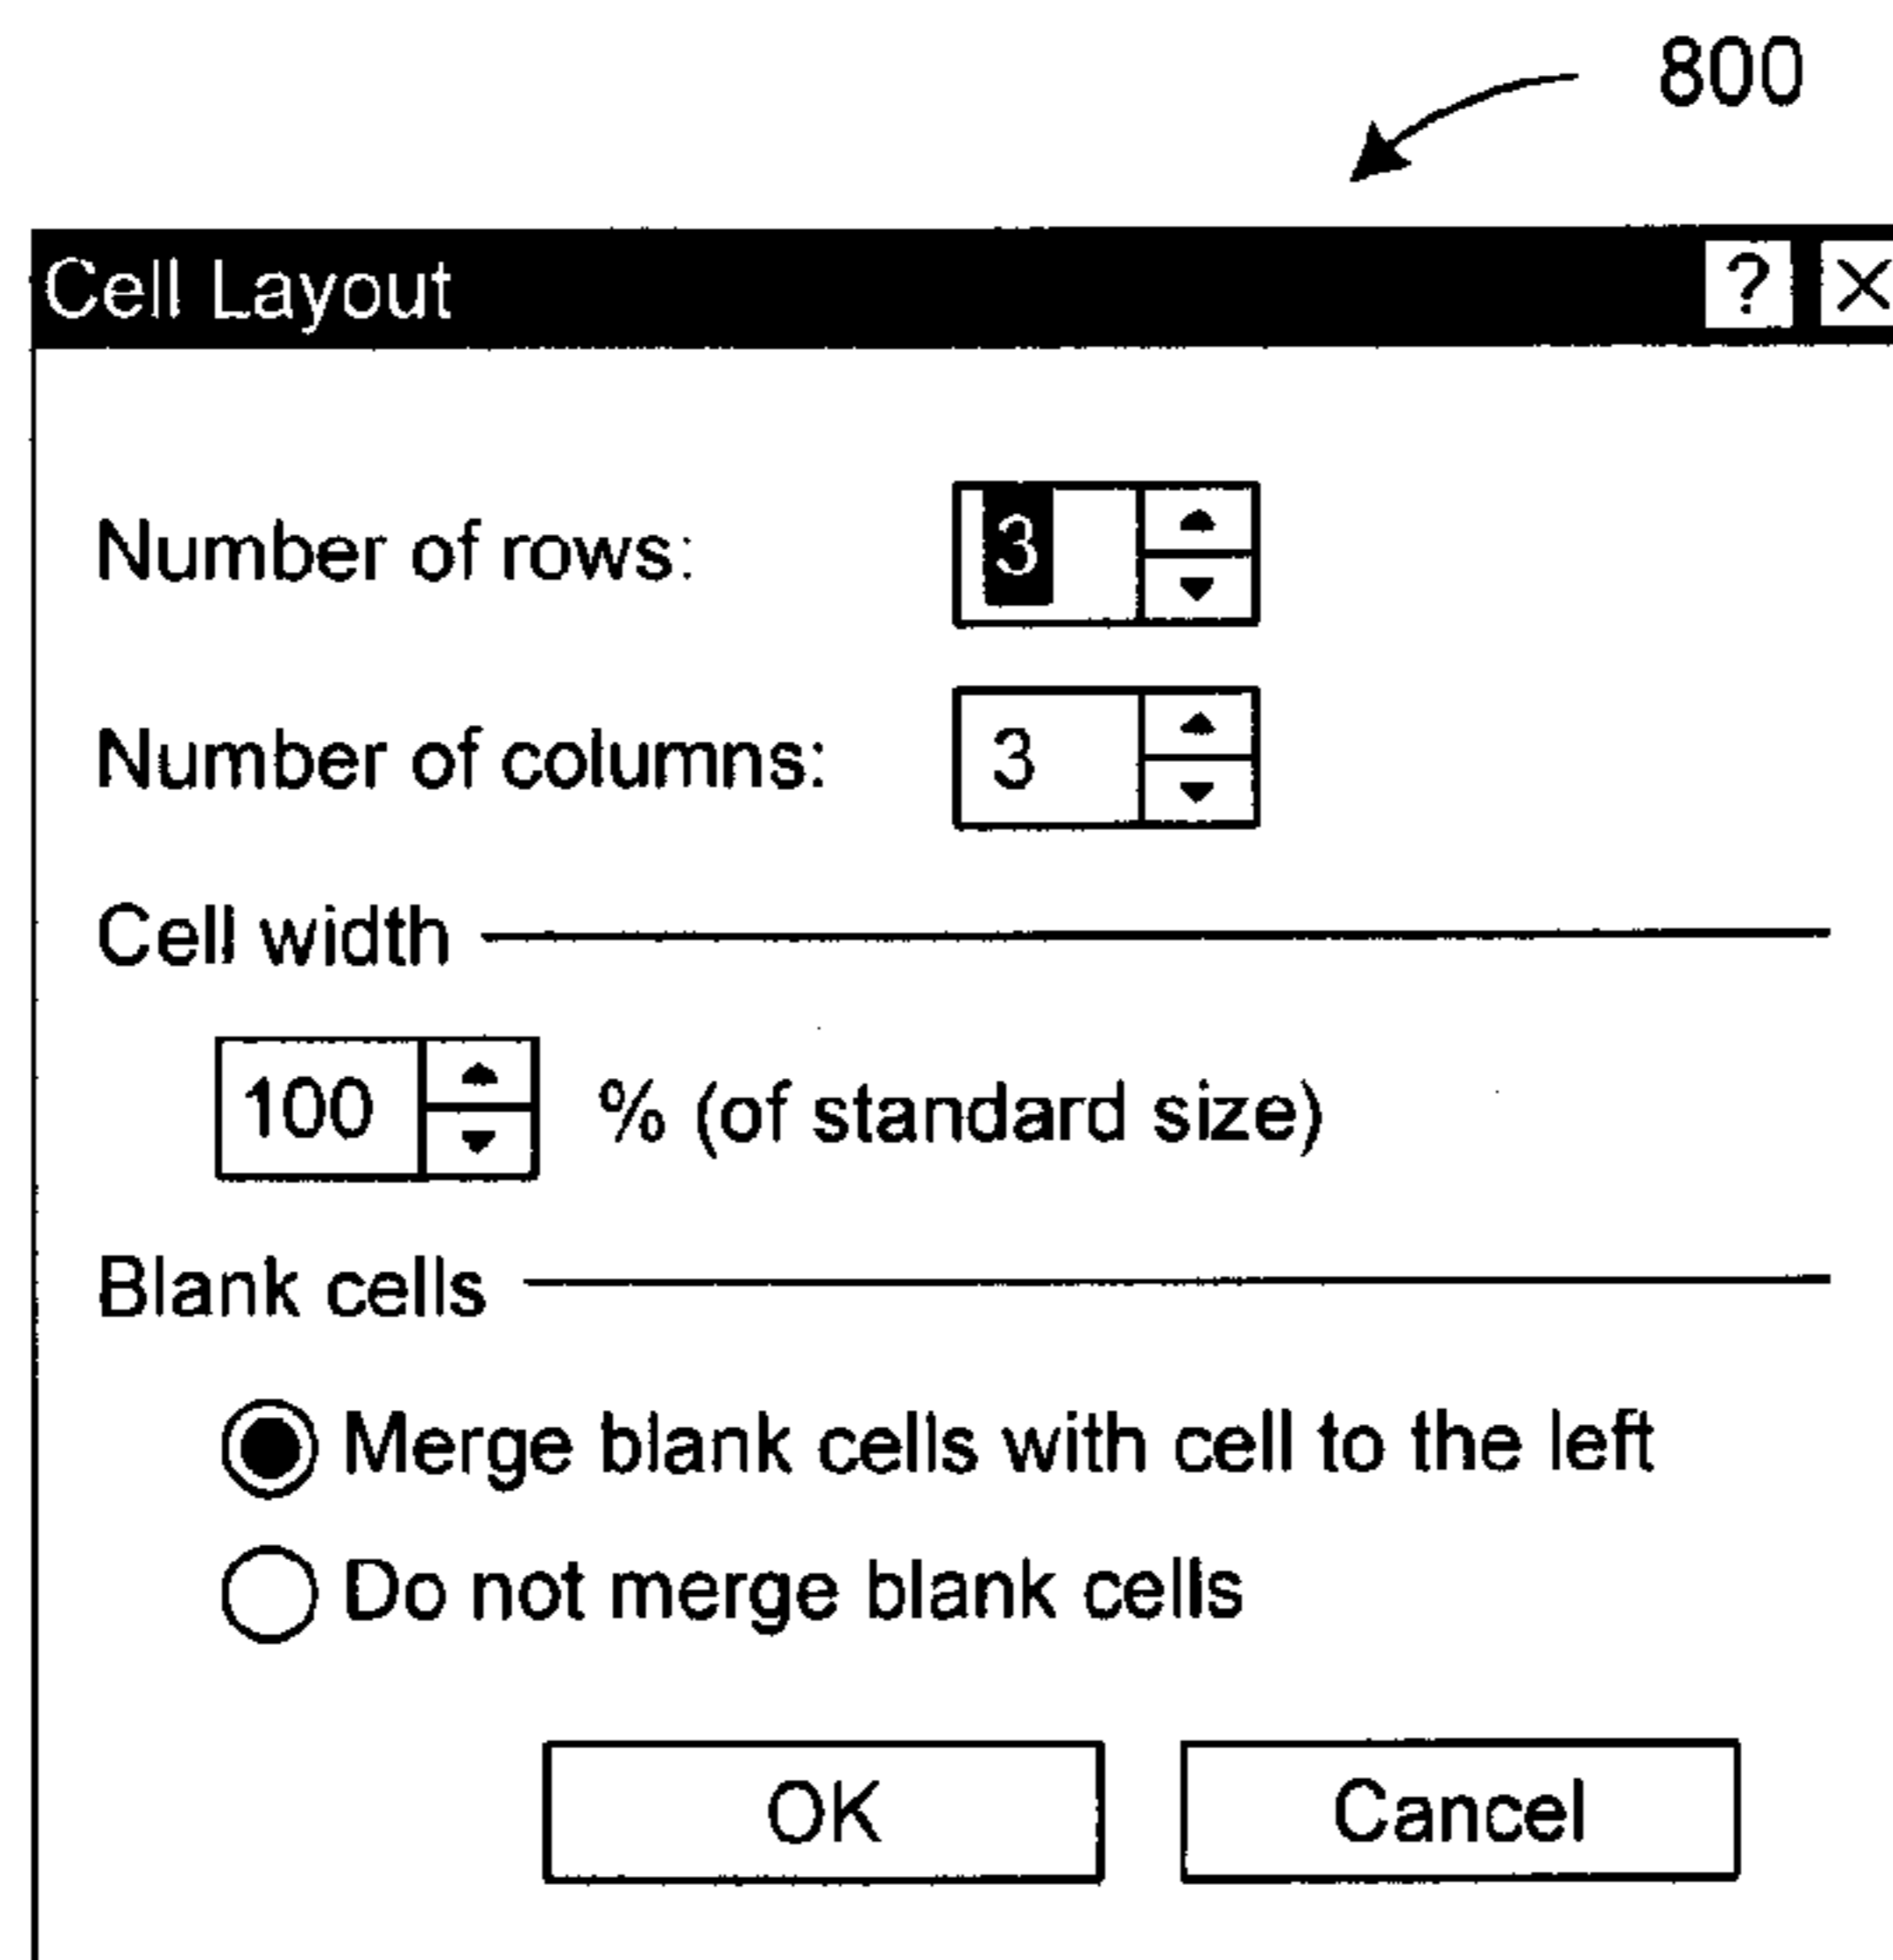 800
Cell Layout ? ×
Number of rows: 3
Number of columns: 3
Cell width
100 % (of standard size)
Blank cells
Merge blank cells with cell to the left
Do not merge blank cells
OK Cancel